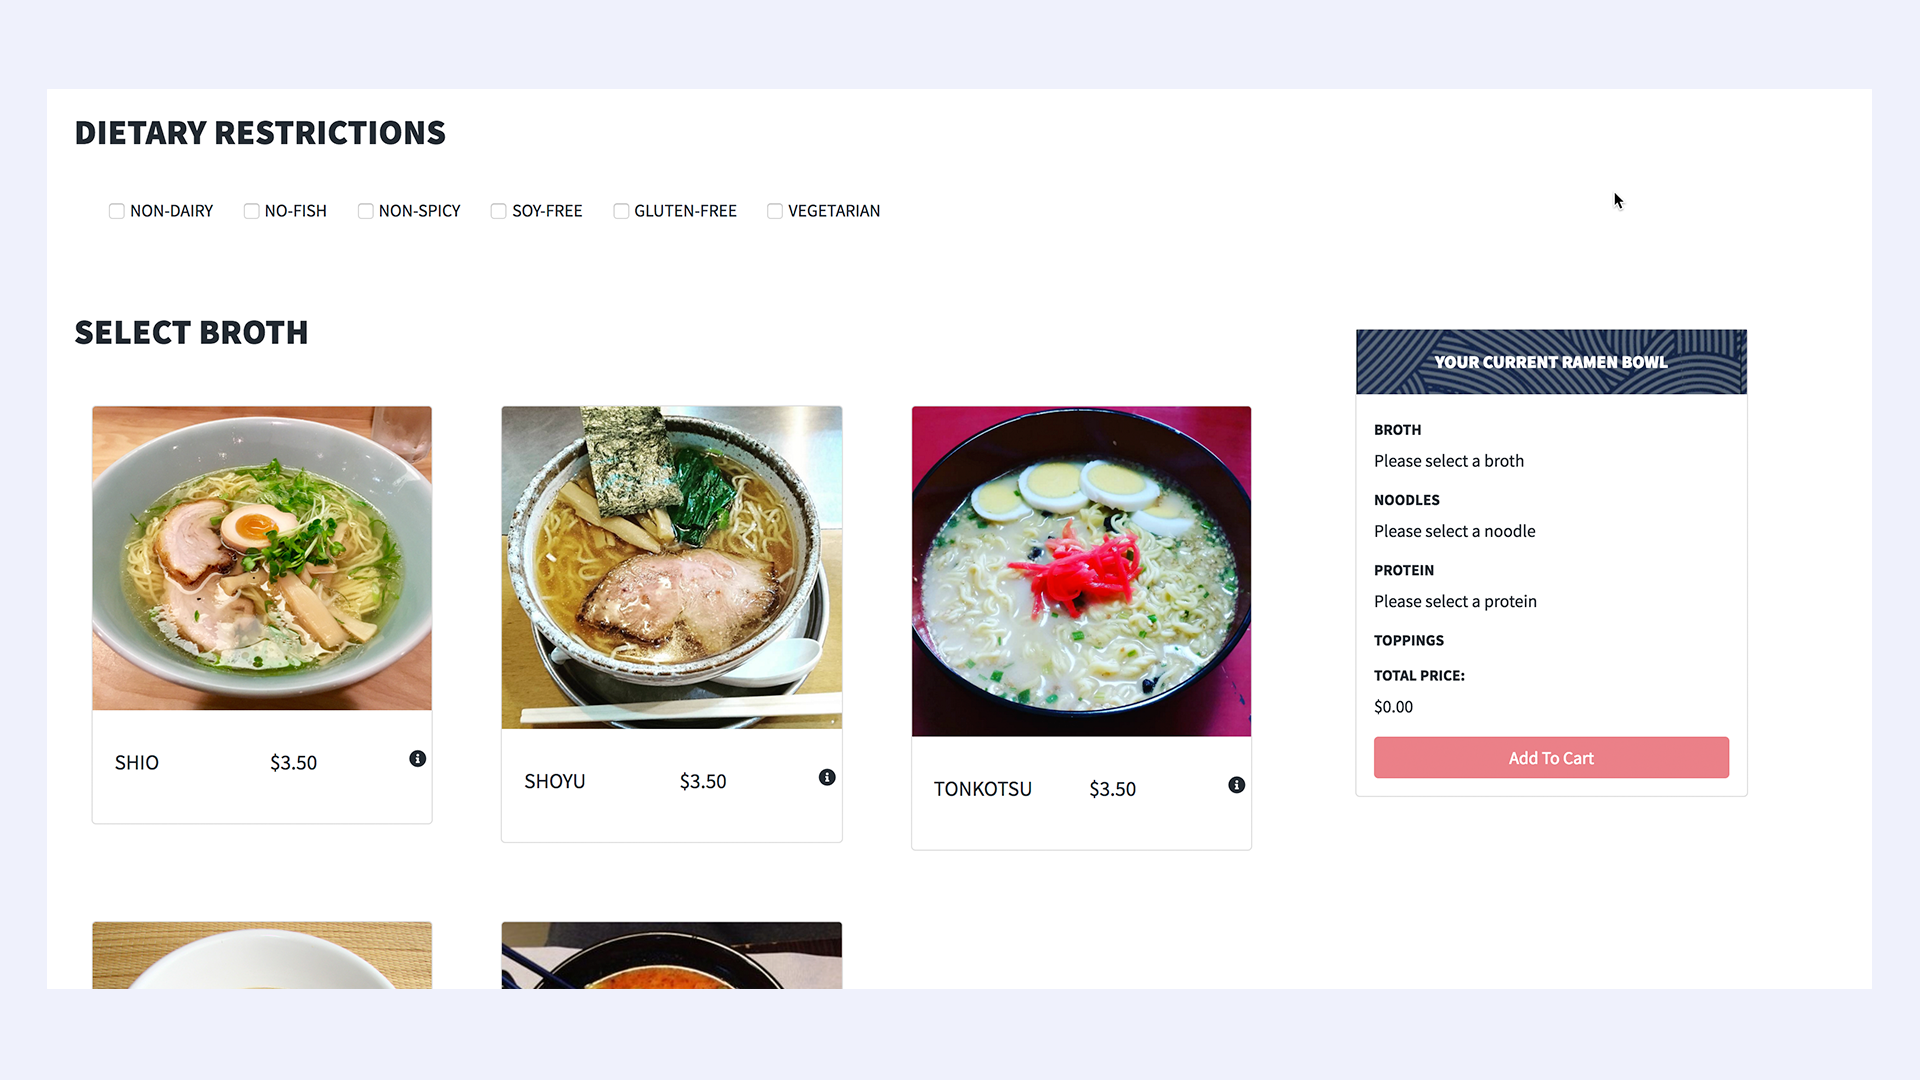 DIETARY RESTRICTIONS
NON-DAIRY NO-FISH NON-SPICY SOY-FREE GLUTEN-FREE VEGETARIAN
SELECT BROTH
SHIO $3.50
SHOYU $3.50
TONKOTSU $3.50
YOUR CURRENT RAMEN BOWL
BROTH
Please select a broth
NOODLES
Please select a noodle
PROTEIN
Please select a protein
TOPPINGS
TOTAL PRICE:
$0.00
Add To Cart